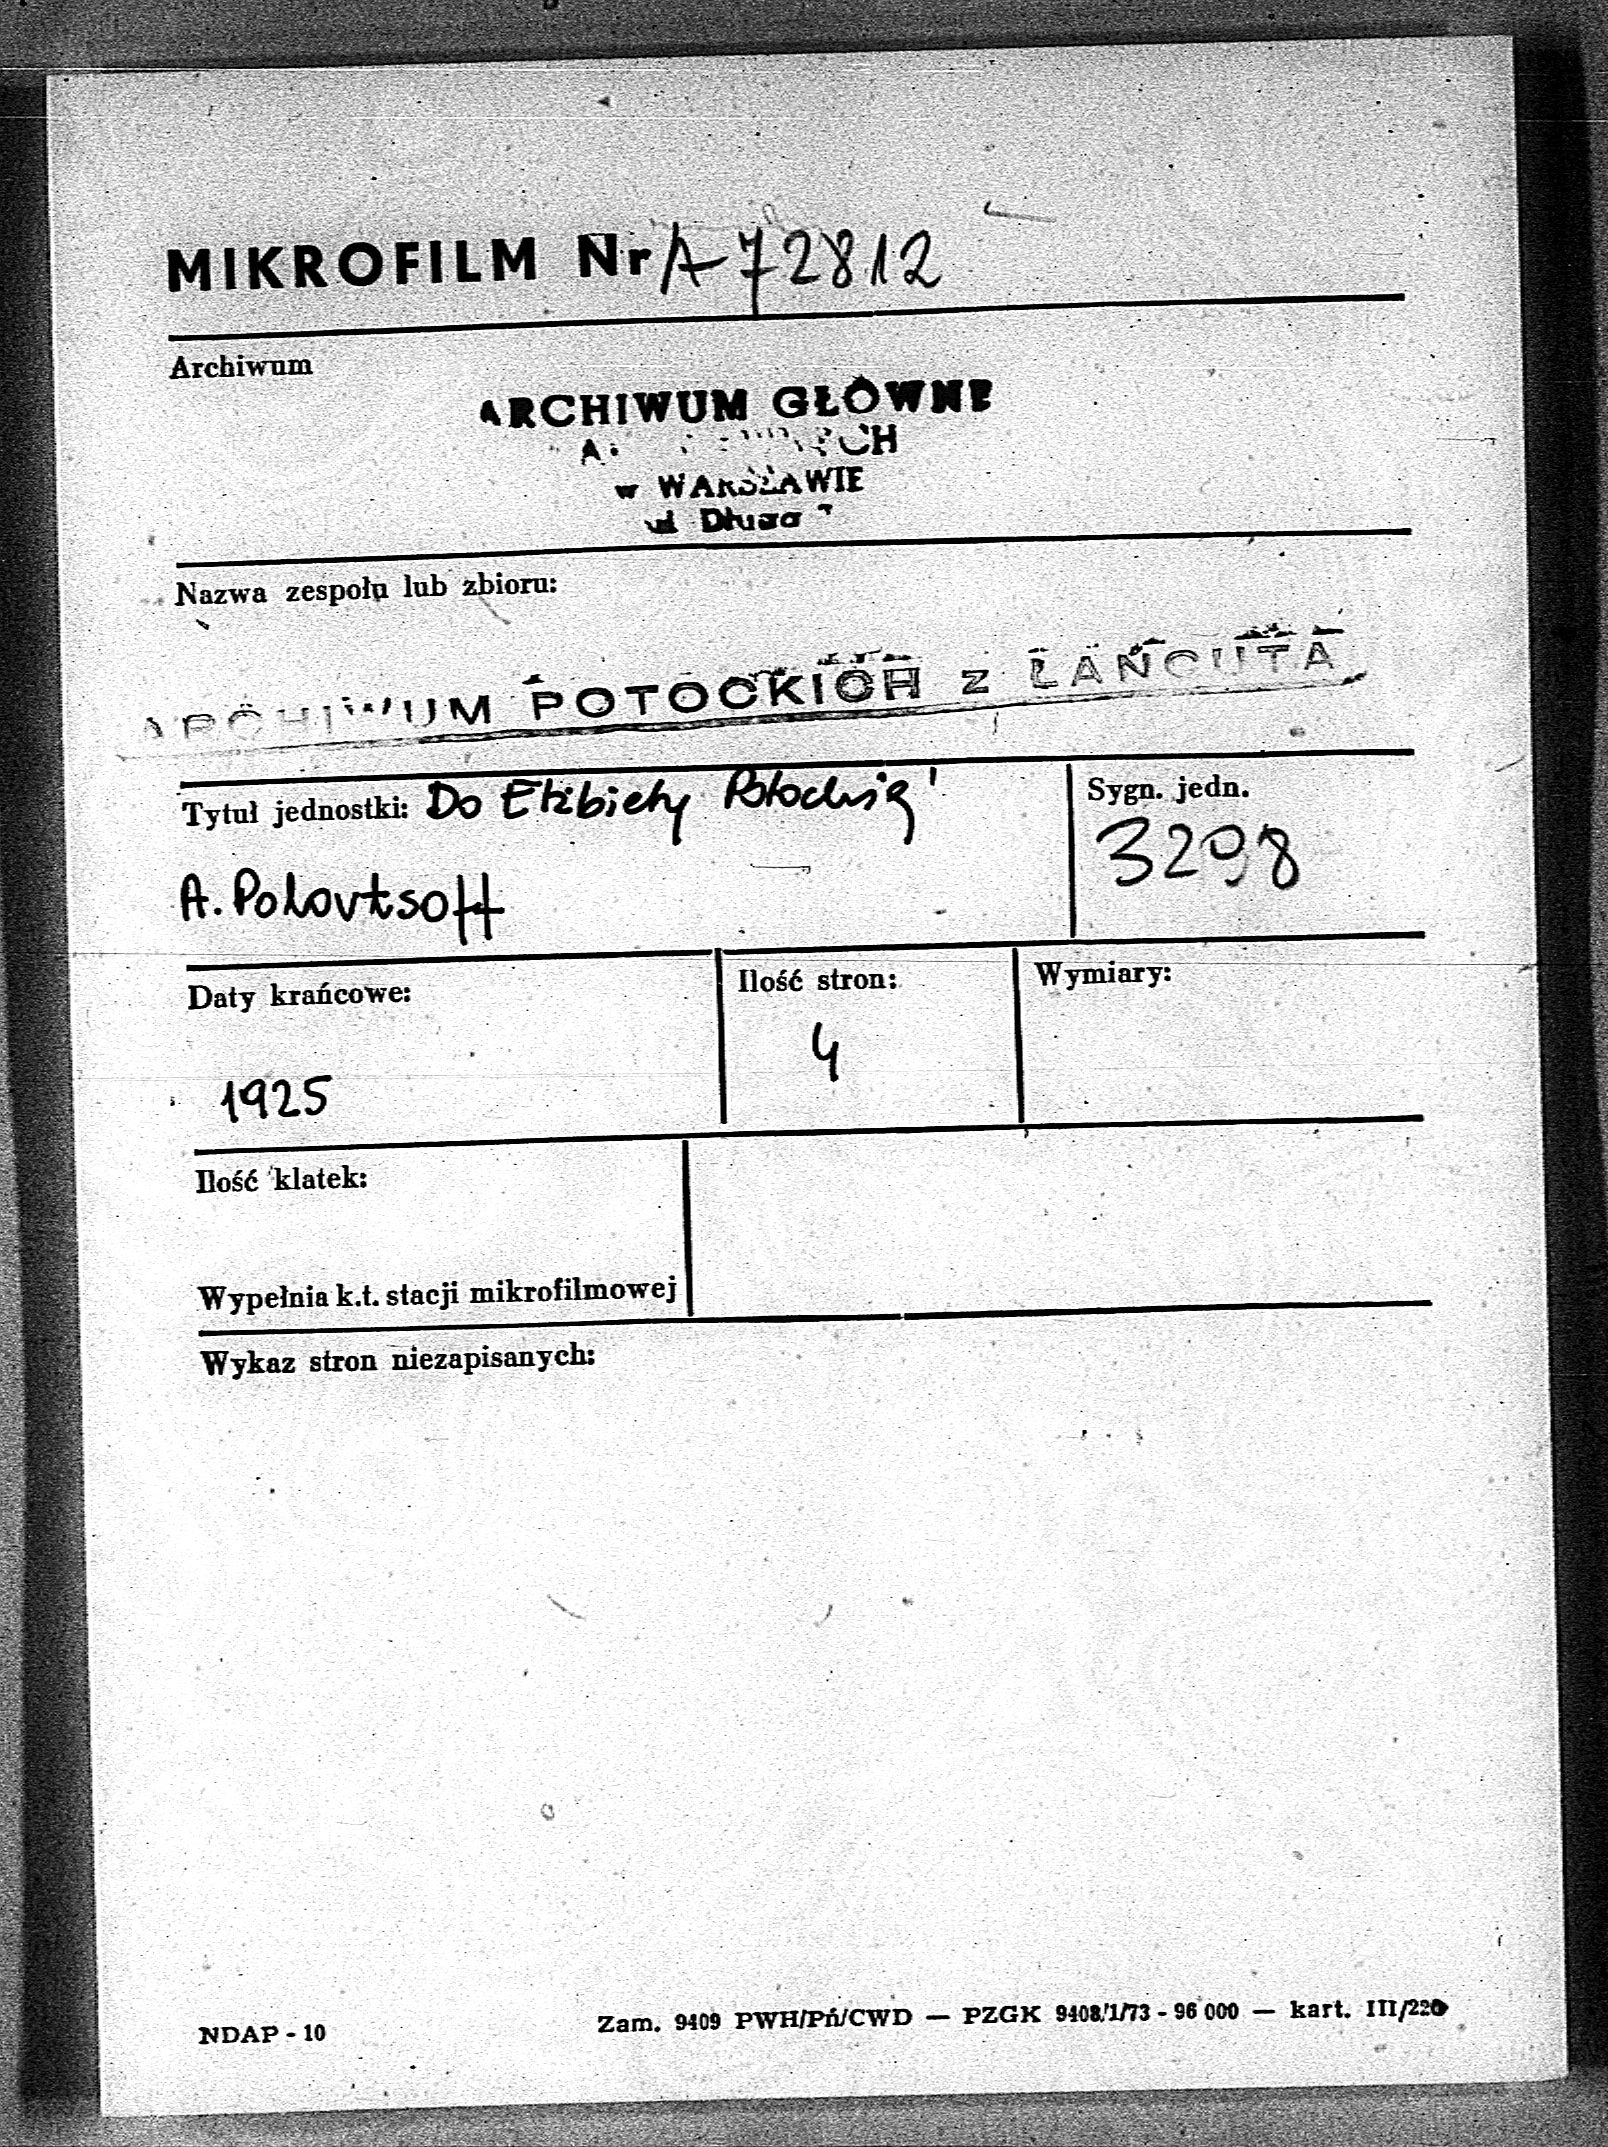 MIKROFILM Nr A-72812
Archiwum
ARCHIWUM GŁÓWNE
w WARSZAWIE
ul Długa 7
Nazwa zespołu lub zbioru:
ARCHIWUM POTOCKICH z ŁAŃCUTA
Tytuł jednostki: Do Elżbiety Potockiej
Sygn. jedn.
3298
A. Polovtsoff
Daty krańcowe:
Ilość stron:
Wymiary:
4
1925
Ilość klatek:
Wypełnia k.t. stacji mikrofilmowej
Wykaz stron niezapisanych:
NDAP - 10
Zam. 9409 PWH/Pń/CWD — PZGK 9408/1/73 - 96 000 — kart. III/220